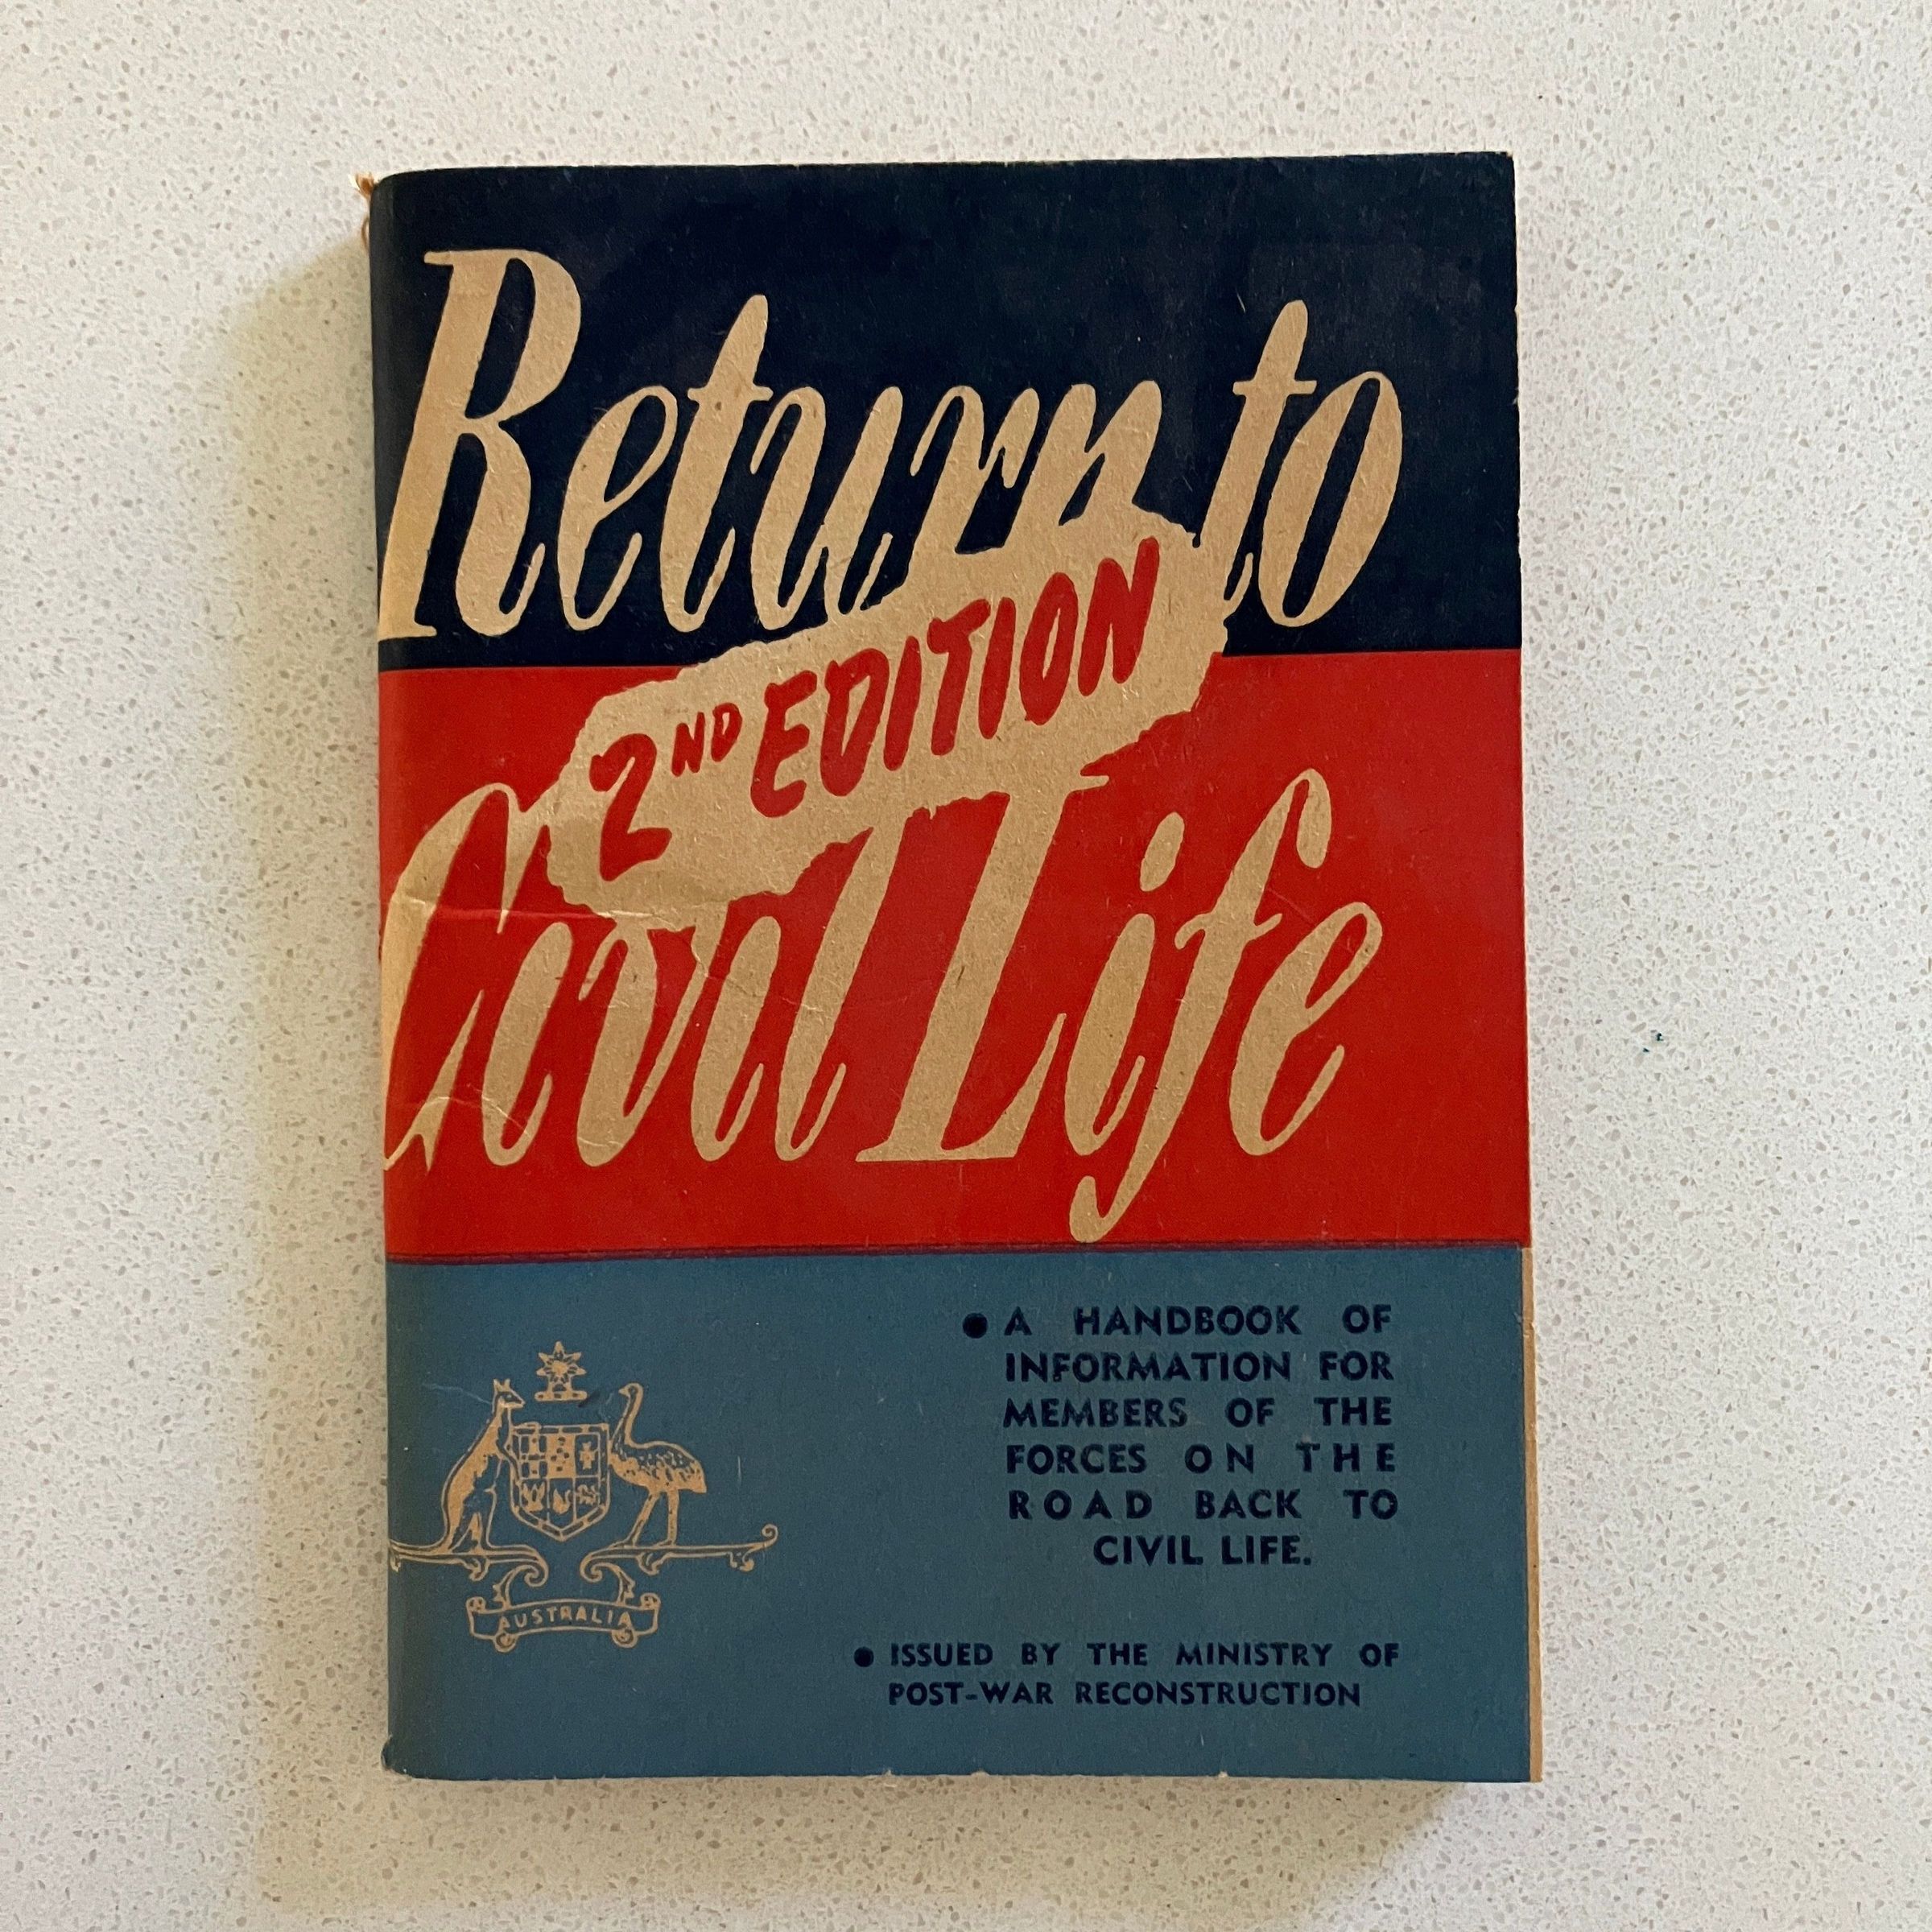 Return to
2ND EDITION
Civil Life
• A HANDBOOK OF
INFORMATION FOR
MEMBERS OF THE
FORCES ON THE
ROAD BACK TO
CIVIL LIFE.
AUSTRALIA
• ISSUED BY THE MINISTRY OF
POST-WAR RECONSTRUCTION